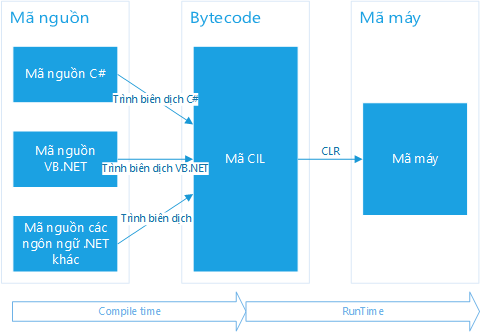 Mã nguồn
Bytecode
Mã máy
Mã nguồn C#
Trình biên dịch C#
Mã nguồn
VB.NET
Trình biên dịch VB.NET
Mã CIL
CLR
Mã máy
Trình biên dịch
Mã nguồn các
ngôn ngữ .NET
khác
Compile time
RunTime